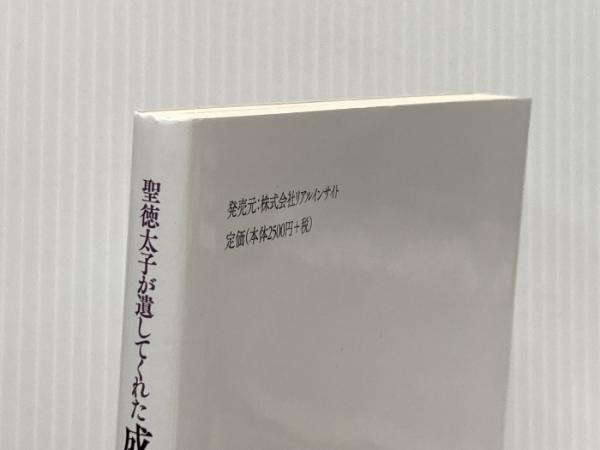 聖徳太子が遺してくれた成
発売元:株式会社リアルインサイト
定価(本体2500円+税)